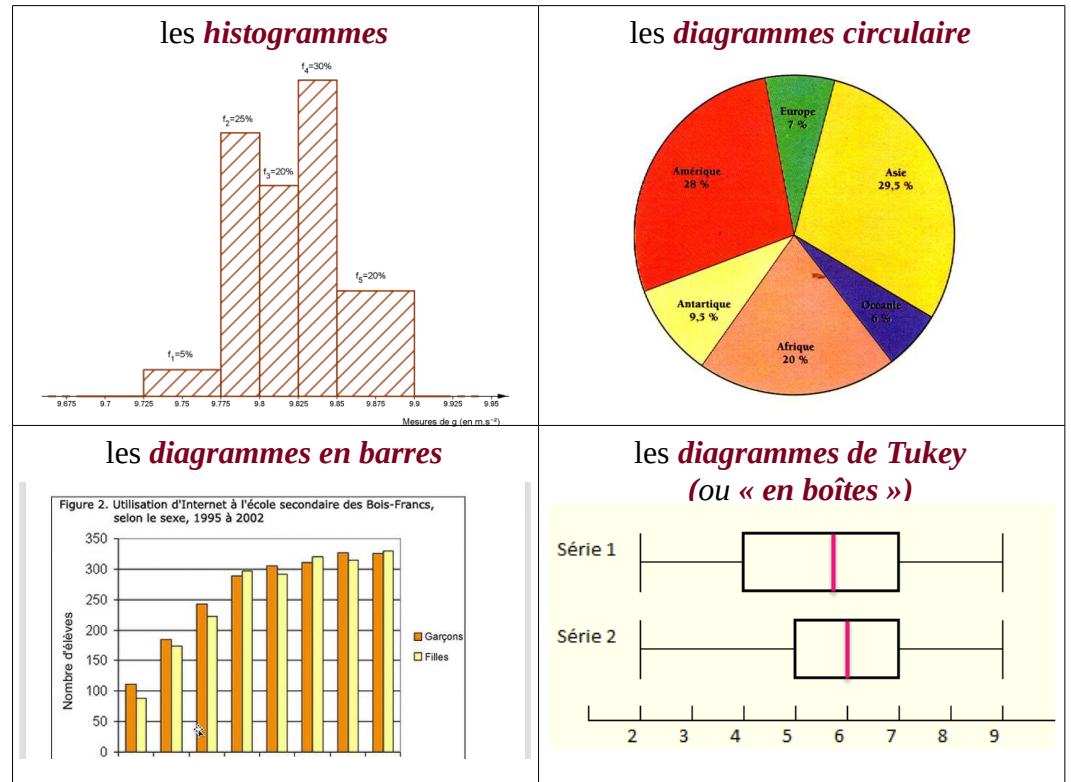 les histogrammes
f4=30%
f2=25%
f3=20%
f5=20%
f1=5%
9.675 9.7 9.725 9.75 9.775 9.8 9.825 9.85 9.875 9.9 9.925 9.95
Mesures de g (en m.s⁻²)
les diagrammes circulaire
Europe
7 %
Asie
29,5 %
Amérique
28 %
Océanie
6 %
Antartique
9,5 %
Afrique
20 %
les diagrammes en barres
Figure 2. Utilisation d'Internet à l'école secondaire des Bois-Francs,
selon le sexe, 1995 à 2002
Nombre d'élèves
350
300
250
200
150
100
50
0
Garçons
Filles
les diagrammes de Tukey
(ou « en boîtes »)
Série 1
Série 2
2 3 4 5 6 7 8 9